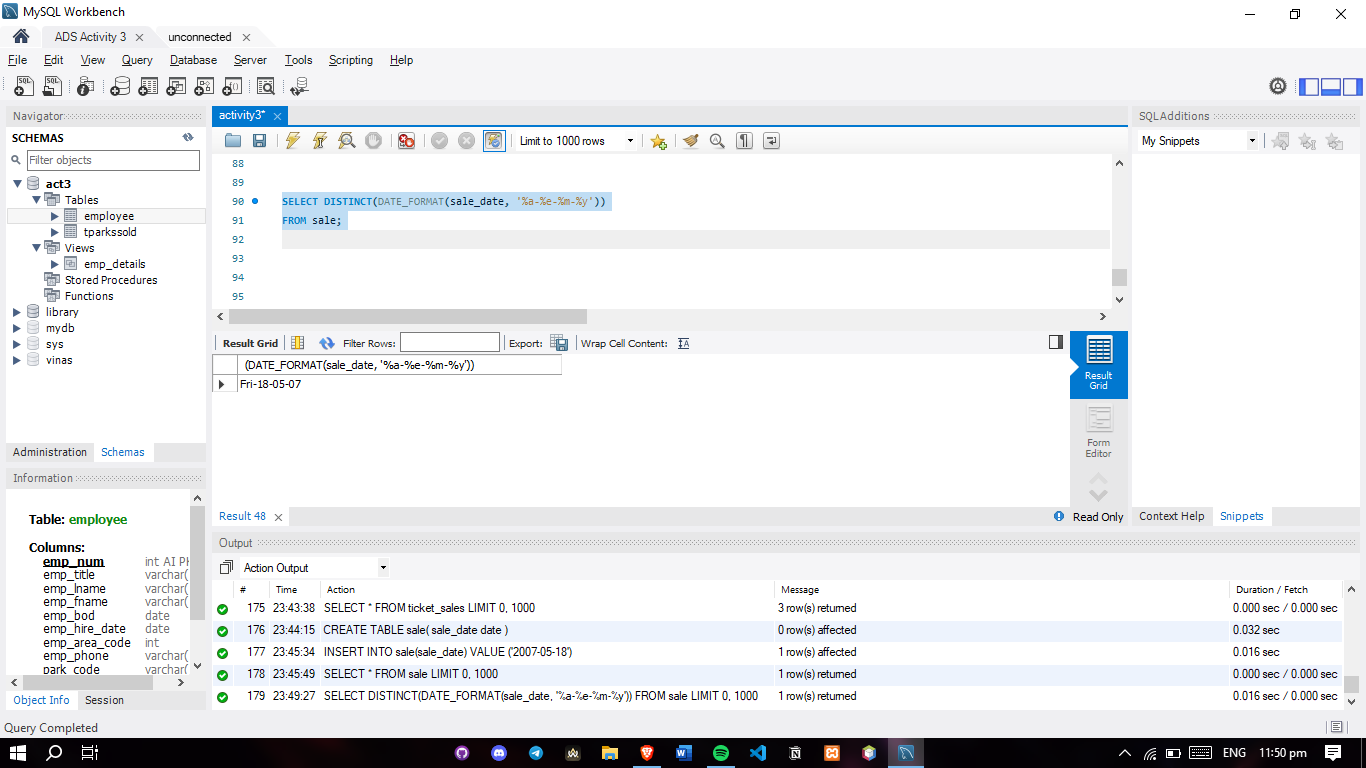 MySQL Workbench
ADS Activity 3
unconnected
File Edit View Query Database Server Tools Scripting Help
Navigator
SCHEMAS
Filter objects
act3
Tables
employee
tparkssold
Views
emp_details
Stored Procedures
Functions
library
mydb
sys
vinas
Administration Schemas
Information
Table: employee
Columns:
emp_num int AI PK
emp_title varchar(
emp_lname varchar(
emp_fname varchar(
emp_bod date
emp_hire_date date
emp_area_code int
emp_phone varchar(
park_code varchar(
Object Info Session
activity3*
Limit to 1000 rows
88
89
90 SELECT DISTINCT(DATE_FORMAT(sale_date, '%a-%e-%m-%y'))
91 FROM sale;
92
93
94
95
Result Grid Filter Rows: Export: Wrap Cell Content:
(DATE_FORMAT(sale_date, '%a-%e-%m-%y'))
Fri-18-05-07
Result Grid
Form Editor
Result 48
Read Only
SQLAdditions
My Snippets
Context Help Snippets
Output
Action Output
# Time Action Message Duration / Fetch
175 23:43:38 SELECT * FROM ticket_sales LIMIT 0, 1000 3 row(s) returned 0.000 sec / 0.000 sec
176 23:44:15 CREATE TABLE sale( sale_date date ) 0 row(s) affected 0.032 sec
177 23:45:34 INSERT INTO sale(sale_date) VALUE ('2007-05-18') 1 row(s) affected 0.016 sec
178 23:45:49 SELECT * FROM sale LIMIT 0, 1000 1 row(s) returned 0.000 sec / 0.000 sec
179 23:49:27 SELECT DISTINCT(DATE_FORMAT(sale_date, '%a-%e-%m-%y')) FROM sale LIMIT 0, 1000 1 row(s) returned 0.016 sec / 0.000 sec
Query Completed
ENG 11:50 pm